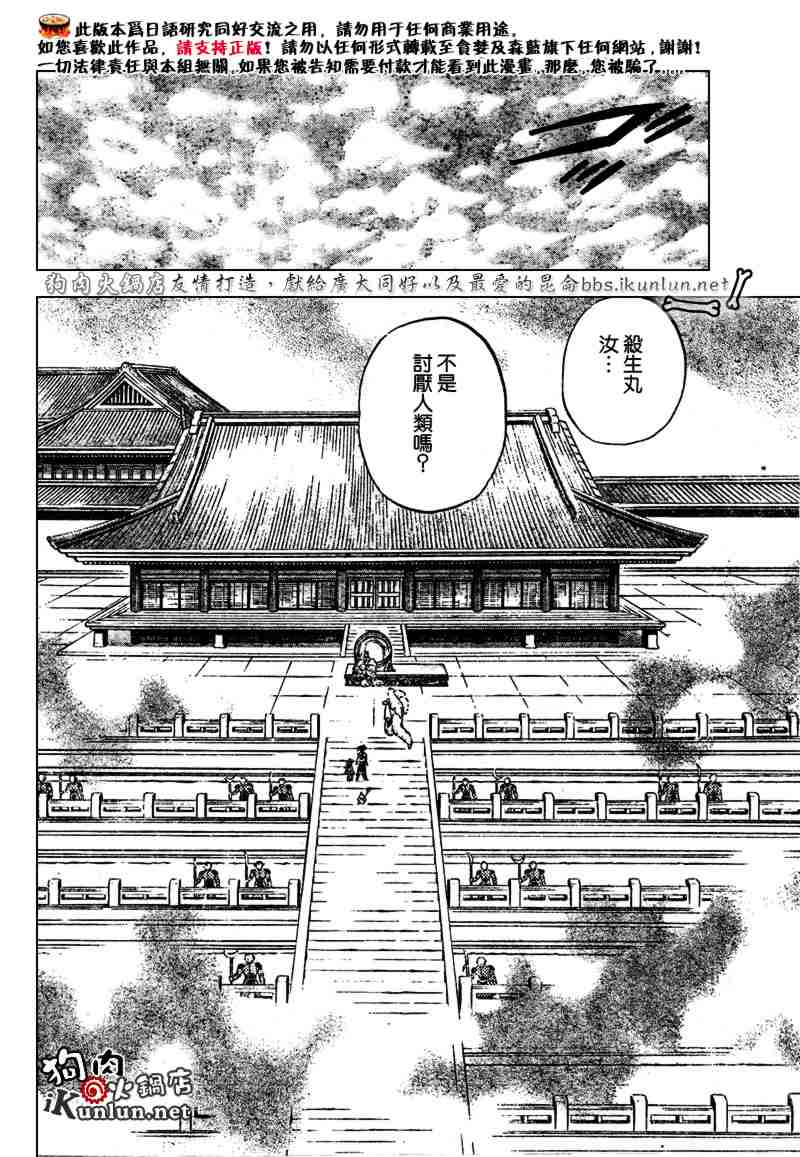 此版本爲日語研究同好交流之用，請勿用于任何商業用途。
如您喜歡此作品，請支持正版！請勿以任何形式轉載至貪婪及森藍旗下任何網站，謝謝！
一切法律責任與本組無關，如果您被告知需要付款才能看到此漫畫，那麼，您被騙了……
狗肉火鍋店友情打造，獻給廣大同好以及最愛的昆侖bbs.ikunlun.net
殺生丸
汝…
不是
討厭人類嗎？
狗肉
火鍋店
iKunlun.net